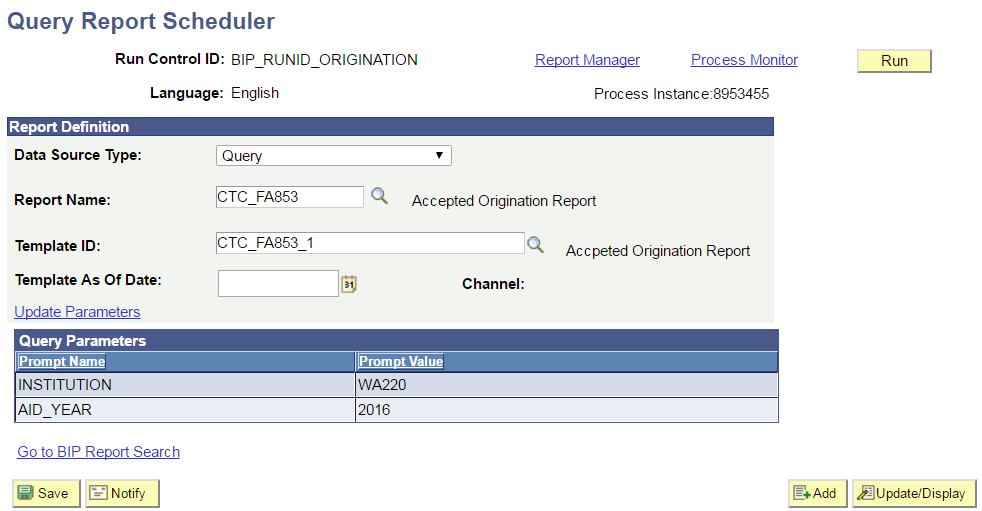 Query Report Scheduler
Run Control ID: BIP_RUNID_ORIGINATION Report Manager Process Monitor Run
Language: English Process Instance:8953455
Report Definition
Data Source Type: Query
Report Name: CTC_FA853 Accepted Origination Report
Template ID: CTC_FA853_1 Accpeted Origination Report
Template As Of Date: 31 Channel:
Update Parameters
Query Parameters
Prompt Name Prompt Value
INSTITUTION WA220
AID_YEAR 2016
Go to BIP Report Search
Save Notify Add Update/Display